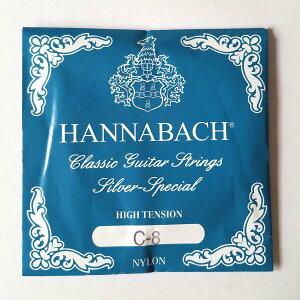 HANNABACH®
Classic Guitar Strings
Silver-Special
HIGH TENSION
C-8
NYLON